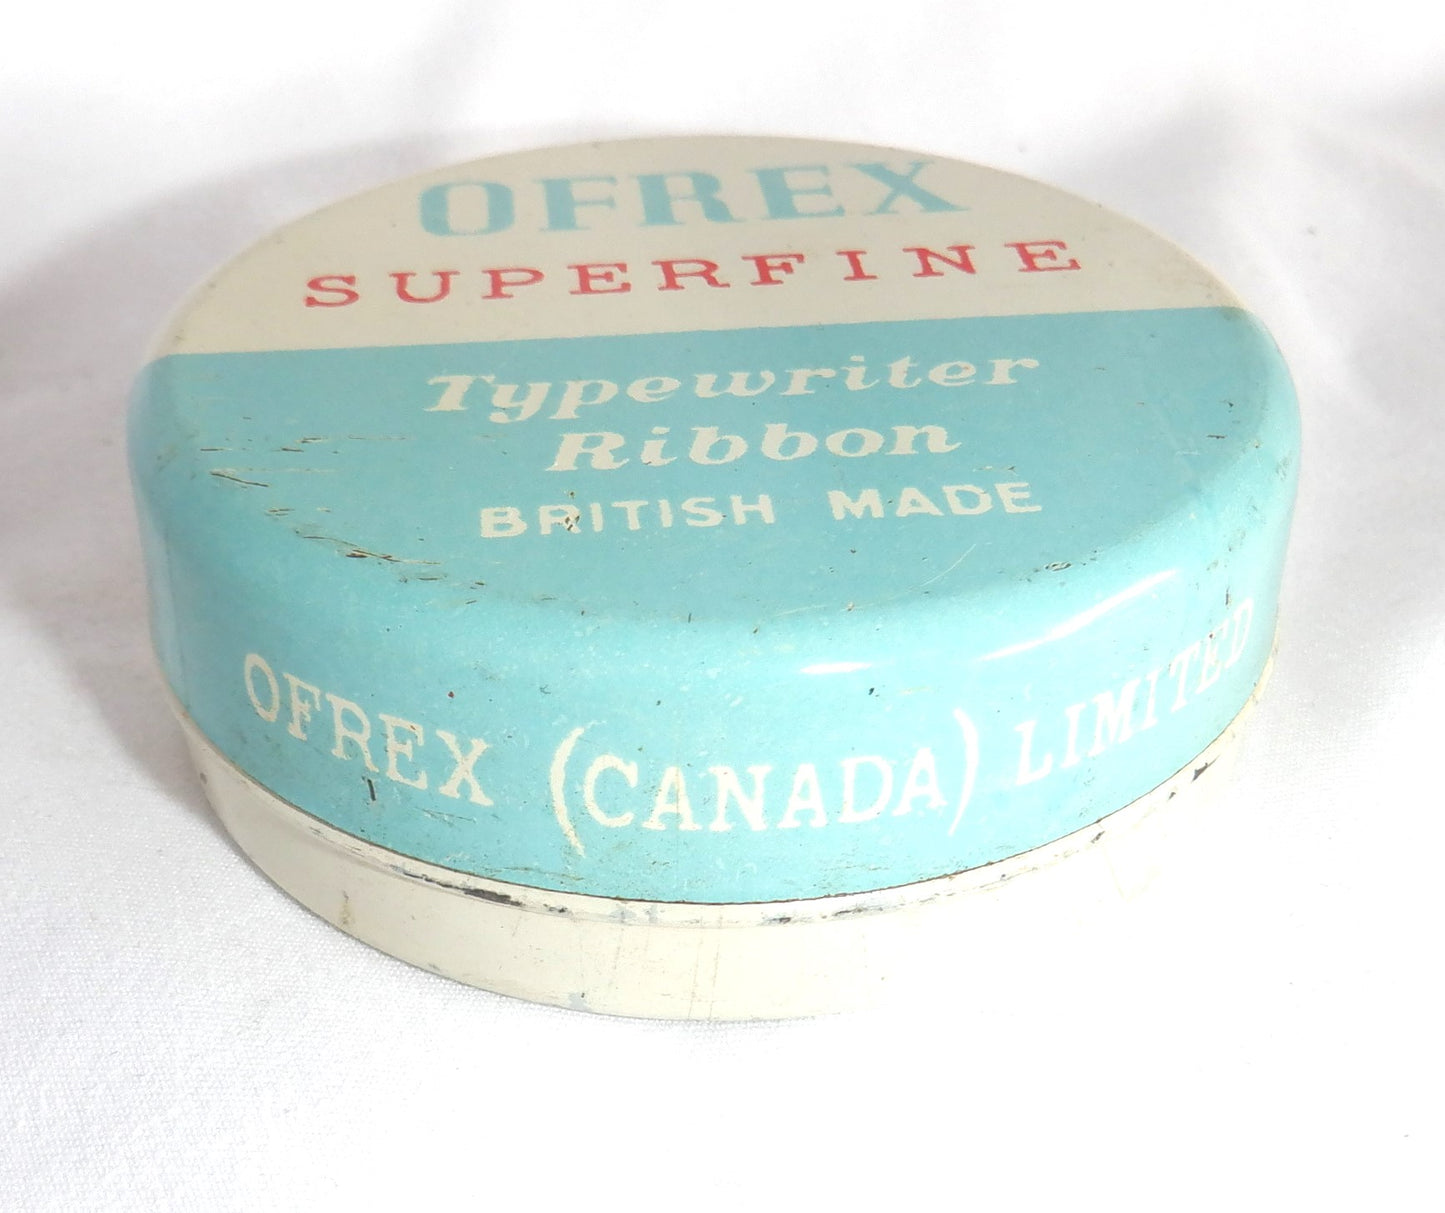 OFREX
SUPERFINE
Typewriter
Ribbon
BRITISH MADE
OFREX (CANADA) LIMITED